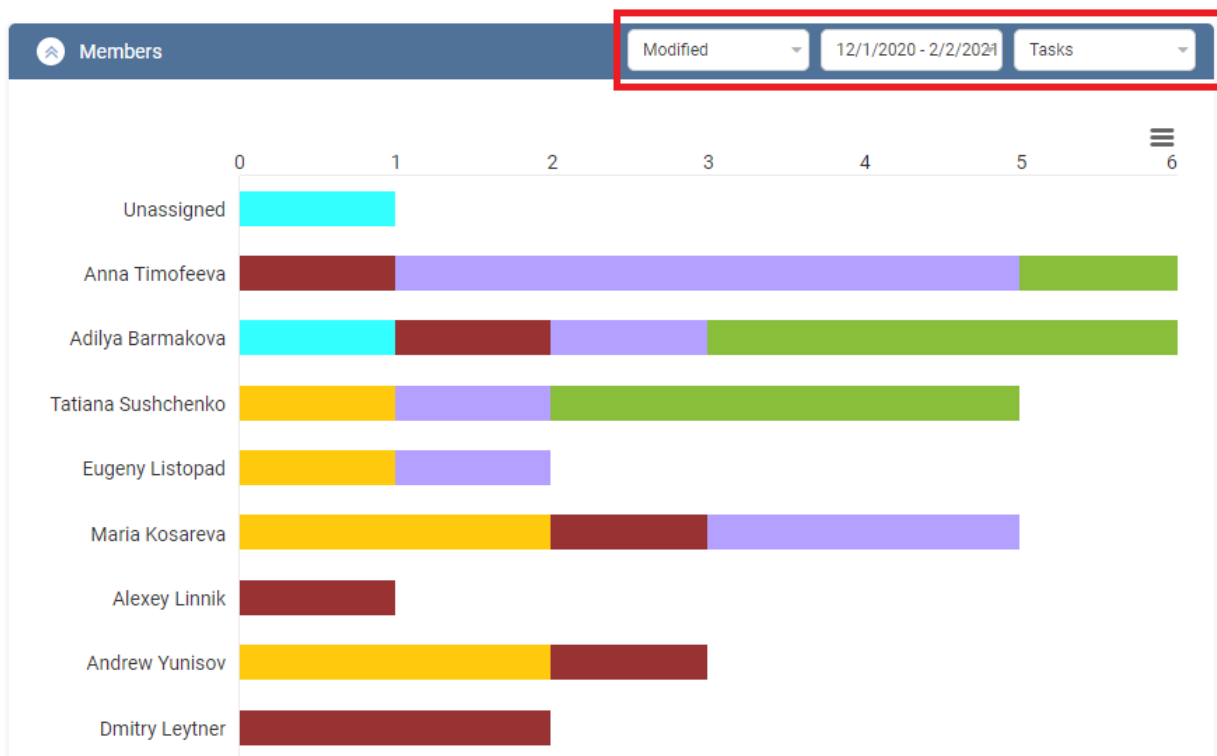 Members
Modified
12/1/2020 - 2/2/2021
Tasks
0 1 2 3 4 5 6
Unassigned
Anna Timofeeva
Adilya Barmakova
Tatiana Sushchenko
Eugeny Listopad
Maria Kosareva
Alexey Linnik
Andrew Yunisov
Dmitry Leytner